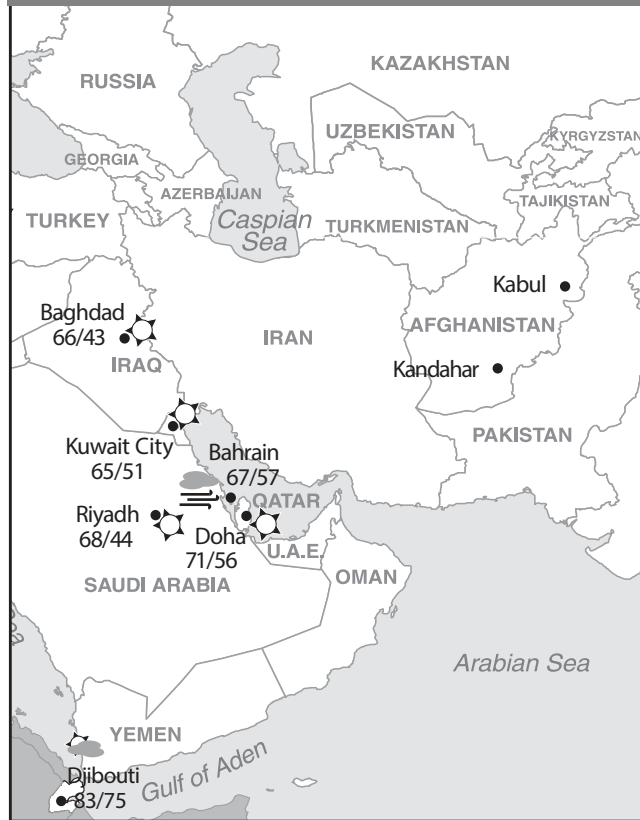 RUSSIA
KAZAKHSTAN
UZBEKISTAN
KYRGYZSTAN
GEORGIA
AZERBAIJAN
TAJIKISTAN
TURKEY
Caspian
Sea
TURKMENISTAN
Kabul
Baghdad
66/43
IRAN
AFGHANISTAN
IRAQ
Kandahar
PAKISTAN
Kuwait City
65/51
Bahrain
67/57
QATAR
Riyadh
68/44
Doha
71/56
U.A.E.
SAUDI ARABIA
OMAN
Arabian Sea
YEMEN
Gulf of Aden
Djibouti
83/75